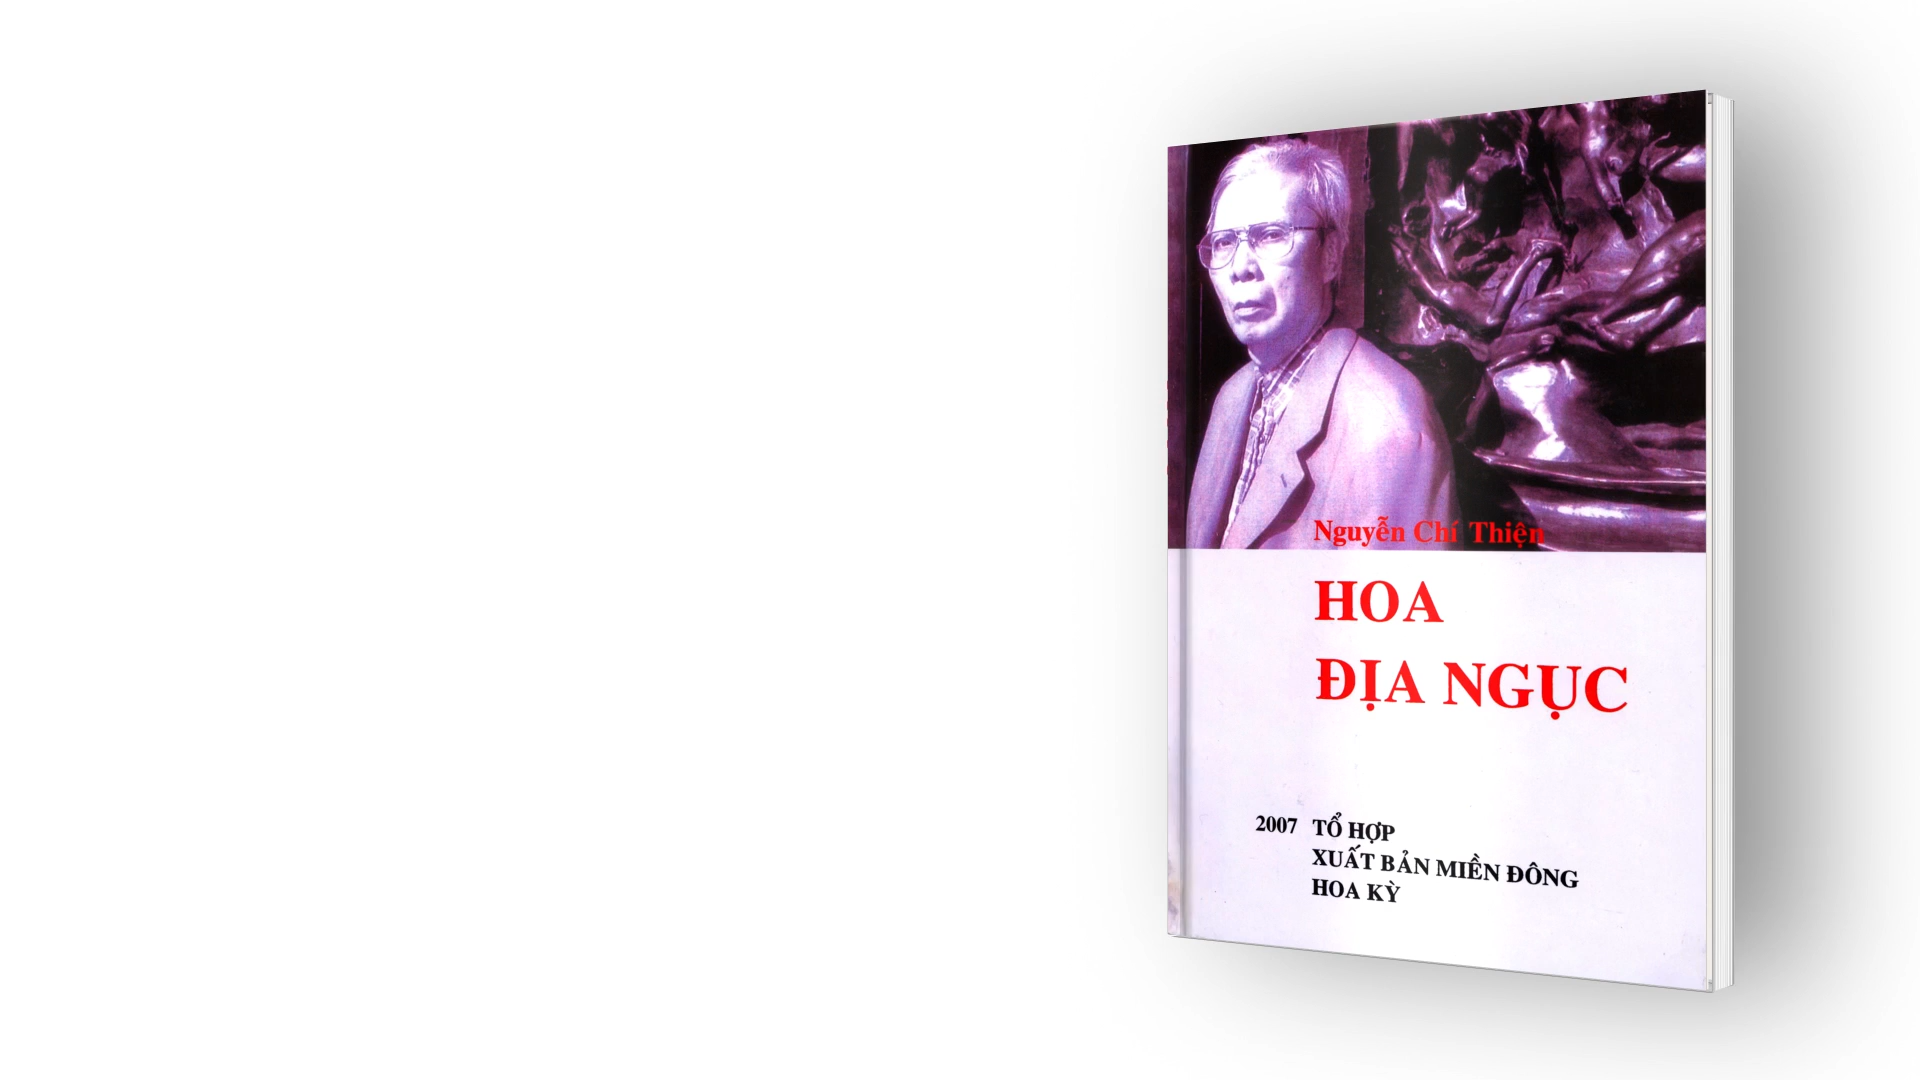 Nguyễn Chí Thiện
HOA
ĐỊA NGỤC
2007 TỔ HỢP
XUẤT BẢN MIỀN ĐÔNG
HOA KỲ